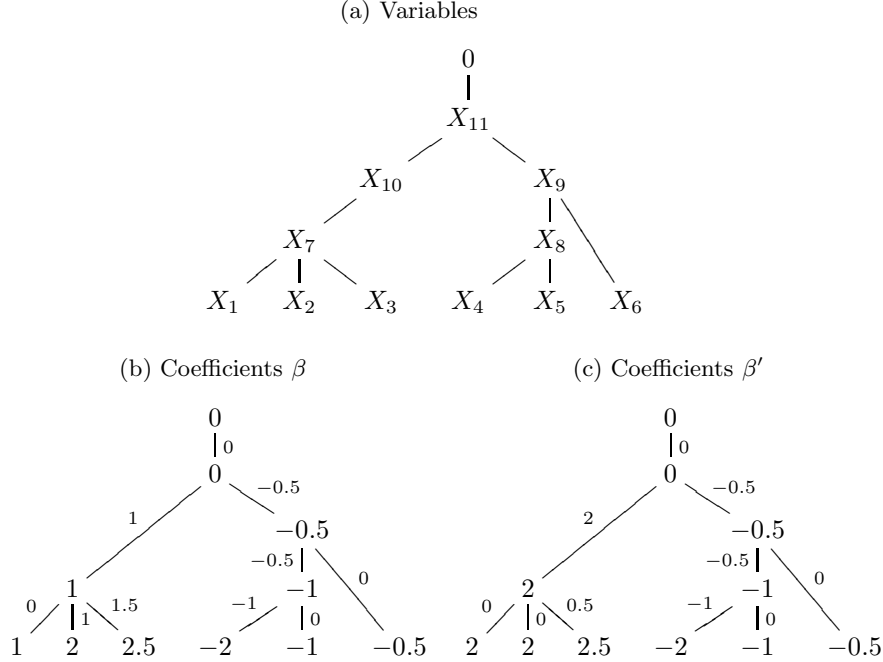 (a) Variables
0
X₁₁
X₁₀ X₉
X₇ X₈
X₁ X₂ X₃ X₄ X₅ X₆
(b) Coefficients β (c) Coefficients β′
0 0
0 0
0 0
−0.5 −0.5
1 2
−0.5 −0.5
−0.5 0 −0.5 0
1 −1 2 −1
0 1 1.5 −1 0 0 0 0.5 −1 0
1 2 2.5 −2 −1 −0.5 2 2 2.5 −2 −1 −0.5